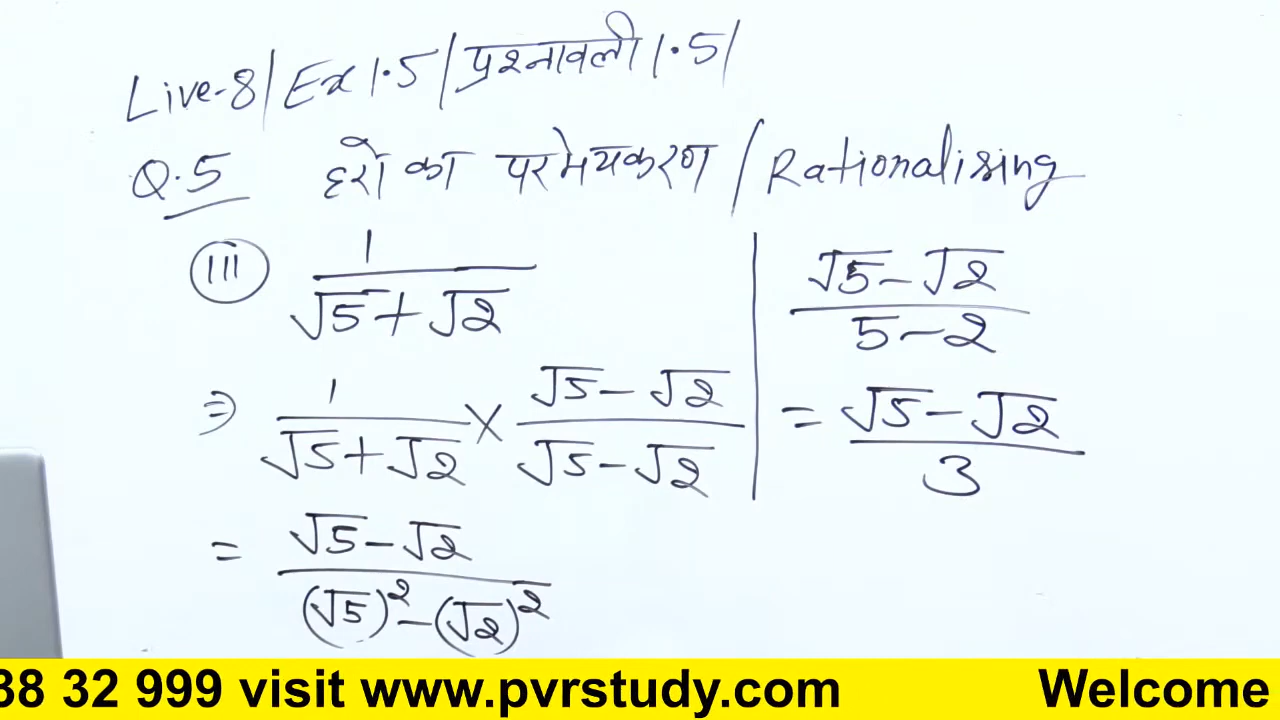 Live-8/ Ex 1.5/ प्रश्नावली 1.5/
Q.5 हरों का परिमेयकरण / Rationalising
(III) 1/(√5+√2)
⇒ 1/(√5+√2) × (√5-√2)/(√5-√2)
= (√5-√2)/((√5)²-(√2)²)
(√5-√2)/(5-2)
= (√5-√2)/3
38 32 999 visit www.pvrstudy.com Welcome